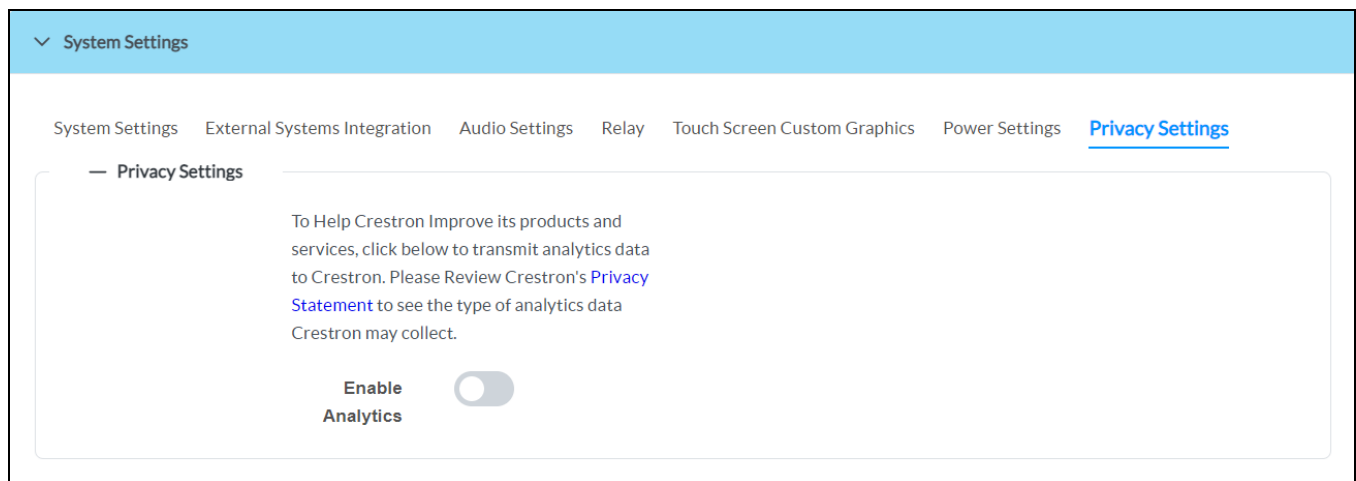 System Settings
System Settings External Systems Integration Audio Settings Relay Touch Screen Custom Graphics Power Settings Privacy Settings
Privacy Settings
To Help Crestron Improve its products and
services, click below to transmit analytics data
to Crestron. Please Review Crestron's Privacy
Statement to see the type of analytics data
Crestron may collect.
Enable
Analytics